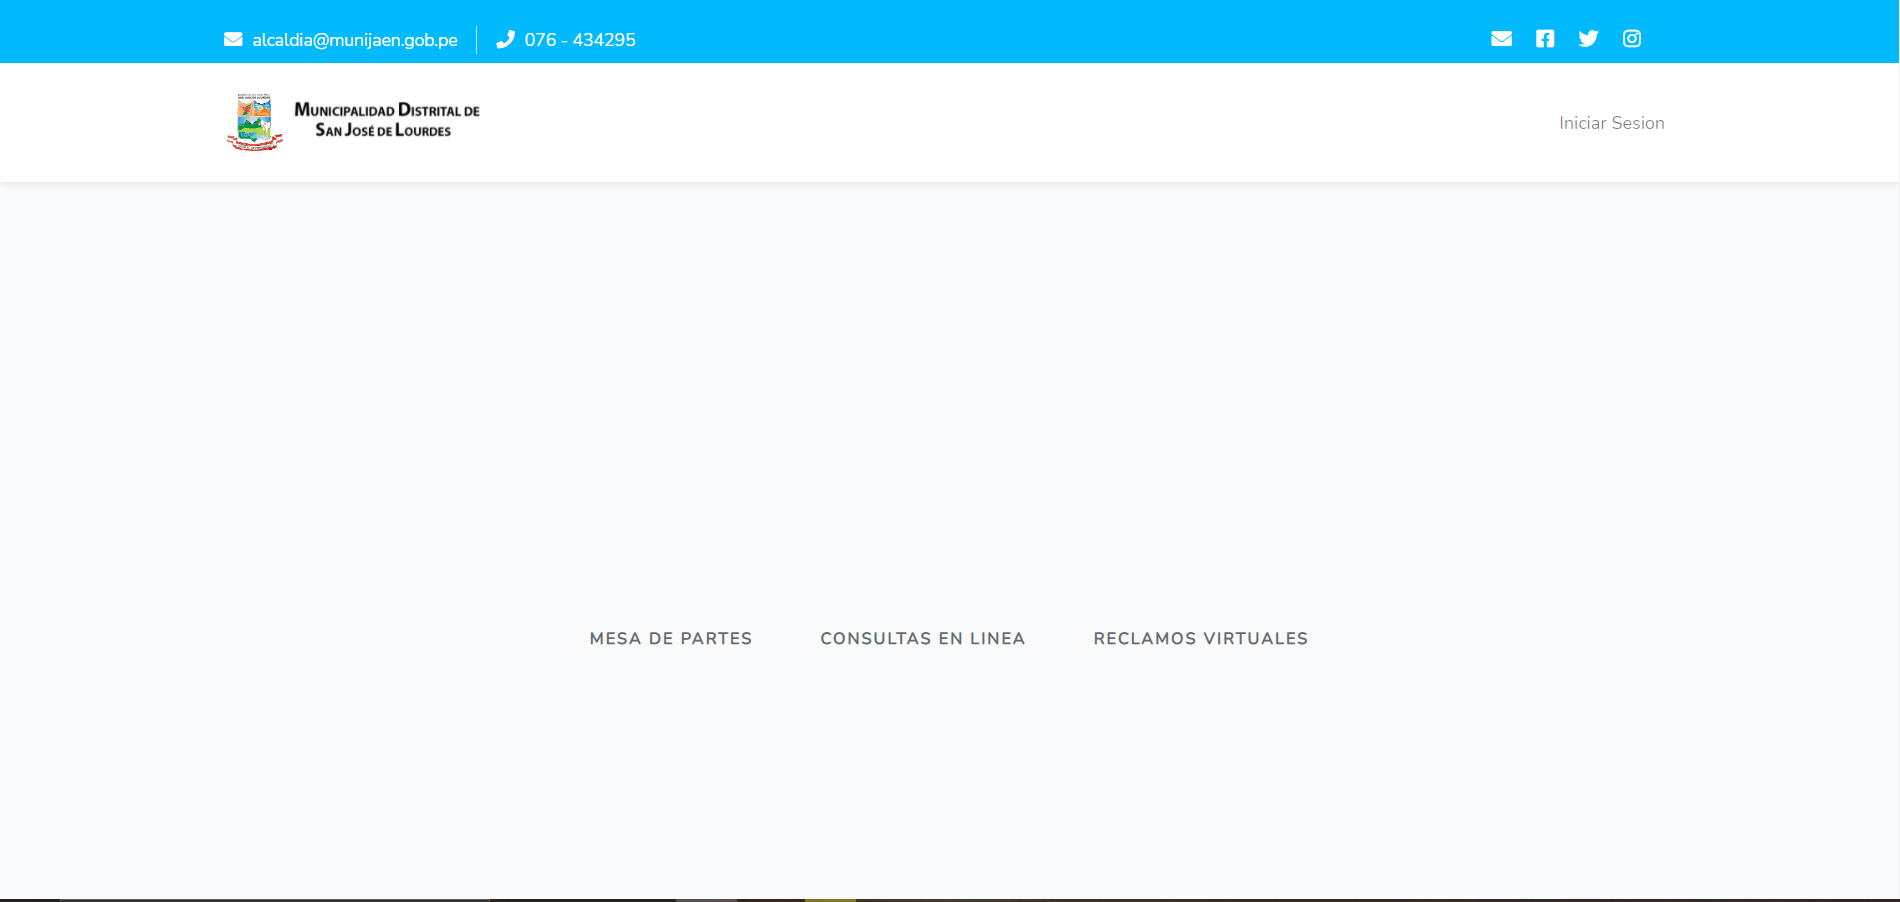 alcaldia@munijaen.gob.pe
076 - 434295
Municipalidad Distrital de
San José de Lourdes
Iniciar Sesion
MESA DE PARTES
CONSULTAS EN LINEA
RECLAMOS VIRTUALES